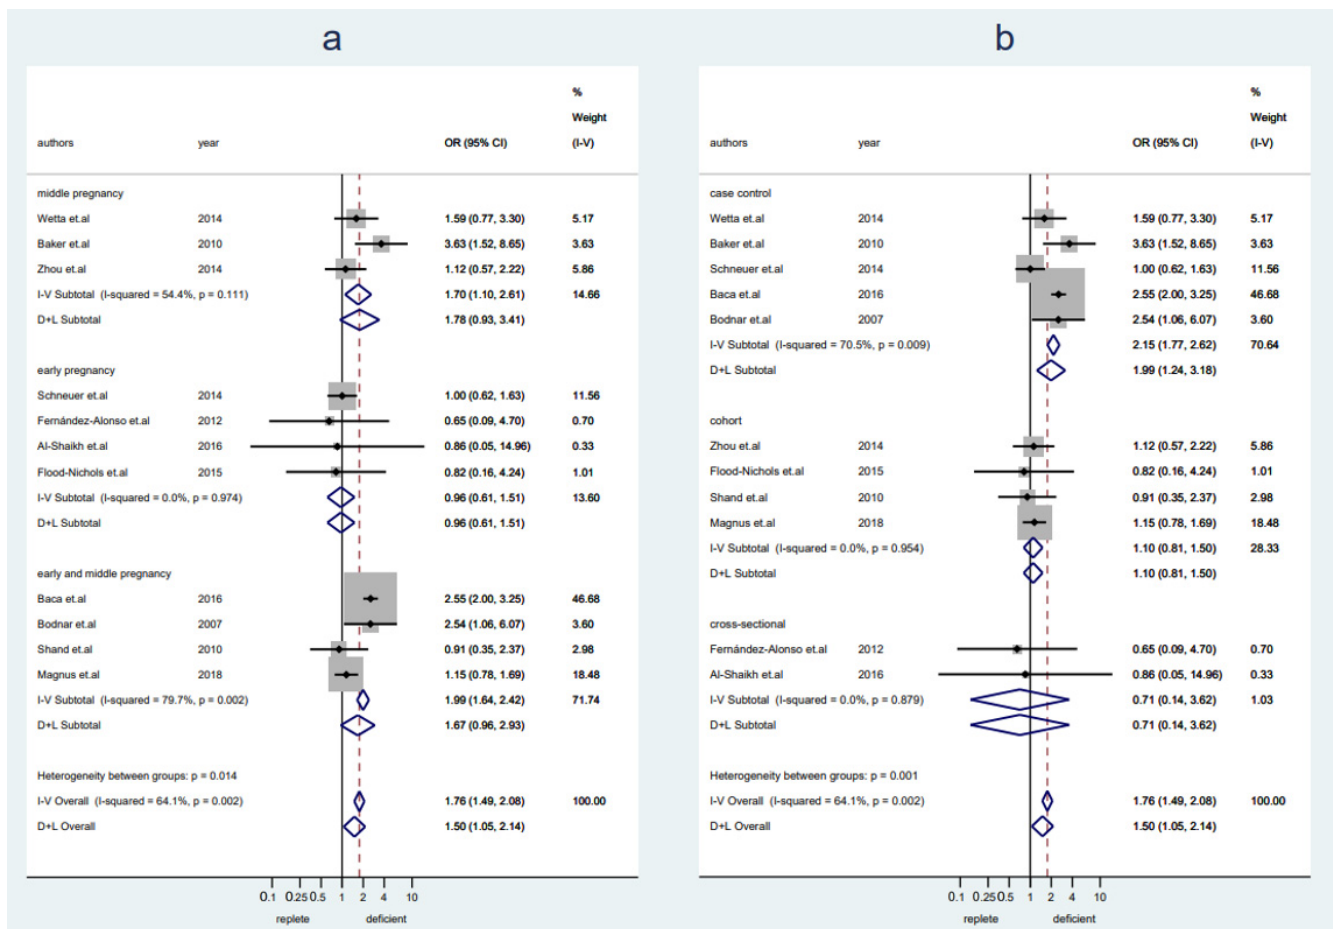 a
%
Weight
authors year OR (95% CI) (I-V)
middle pregnancy
Wetta et.al 2014 1.59 (0.77, 3.30) 5.17
Baker et.al 2010 3.63 (1.52, 8.65) 3.63
Zhou et.al 2014 1.12 (0.57, 2.22) 5.86
I-V Subtotal (I-squared = 54.4%, p = 0.111) 1.70 (1.10, 2.61) 14.66
D+L Subtotal 1.78 (0.93, 3.41)
early pregnancy
Schneuer et.al 2014 1.00 (0.62, 1.63) 11.56
Fernández-Alonso et.al 2012 0.65 (0.09, 4.70) 0.70
Al-Shaikh et.al 2016 0.86 (0.05, 14.96) 0.33
Flood-Nichols et.al 2015 0.82 (0.16, 4.24) 1.01
I-V Subtotal (I-squared = 0.0%, p = 0.974) 0.96 (0.61, 1.51) 13.60
D+L Subtotal 0.96 (0.61, 1.51)
early and middle pregnancy
Baca et.al 2016 2.55 (2.00, 3.25) 46.68
Bodnar et.al 2007 2.54 (1.06, 6.07) 3.60
Shand et.al 2010 0.91 (0.35, 2.37) 2.98
Magnus et.al 2018 1.15 (0.78, 1.69) 18.48
I-V Subtotal (I-squared = 79.7%, p = 0.002) 1.99 (1.64, 2.42) 71.74
D+L Subtotal 1.67 (0.96, 2.93)
Heterogeneity between groups: p = 0.014
I-V Overall (I-squared = 64.1%, p = 0.002) 1.76 (1.49, 2.08) 100.00
D+L Overall 1.50 (1.05, 2.14)
0.1 0.25 0.5 1 2 4 10
replete deficient
b
%
Weight
authors year OR (95% CI) (I-V)
case control
Wetta et.al 2014 1.59 (0.77, 3.30) 5.17
Baker et.al 2010 3.63 (1.52, 8.65) 3.63
Schneuer et.al 2014 1.00 (0.62, 1.63) 11.56
Baca et.al 2016 2.55 (2.00, 3.25) 46.68
Bodnar et.al 2007 2.54 (1.06, 6.07) 3.60
I-V Subtotal (I-squared = 70.5%, p = 0.009) 2.15 (1.77, 2.62) 70.64
D+L Subtotal 1.99 (1.24, 3.18)
cohort
Zhou et.al 2014 1.12 (0.57, 2.22) 5.86
Flood-Nichols et.al 2015 0.82 (0.16, 4.24) 1.01
Shand et.al 2010 0.91 (0.35, 2.37) 2.98
Magnus et.al 2018 1.15 (0.78, 1.69) 18.48
I-V Subtotal (I-squared = 0.0%, p = 0.954) 1.10 (0.81, 1.50) 28.33
D+L Subtotal 1.10 (0.81, 1.50)
cross-sectional
Fernández-Alonso et.al 2012 0.65 (0.09, 4.70) 0.70
Al-Shaikh et.al 2016 0.86 (0.05, 14.96) 0.33
I-V Subtotal (I-squared = 0.0%, p = 0.879) 0.71 (0.14, 3.62) 1.03
D+L Subtotal 0.71 (0.14, 3.62)
Heterogeneity between groups: p = 0.001
I-V Overall (I-squared = 64.1%, p = 0.002) 1.76 (1.49, 2.08) 100.00
D+L Overall 1.50 (1.05, 2.14)
0.1 0.25 0.5 1 2 4 10
replete deficient